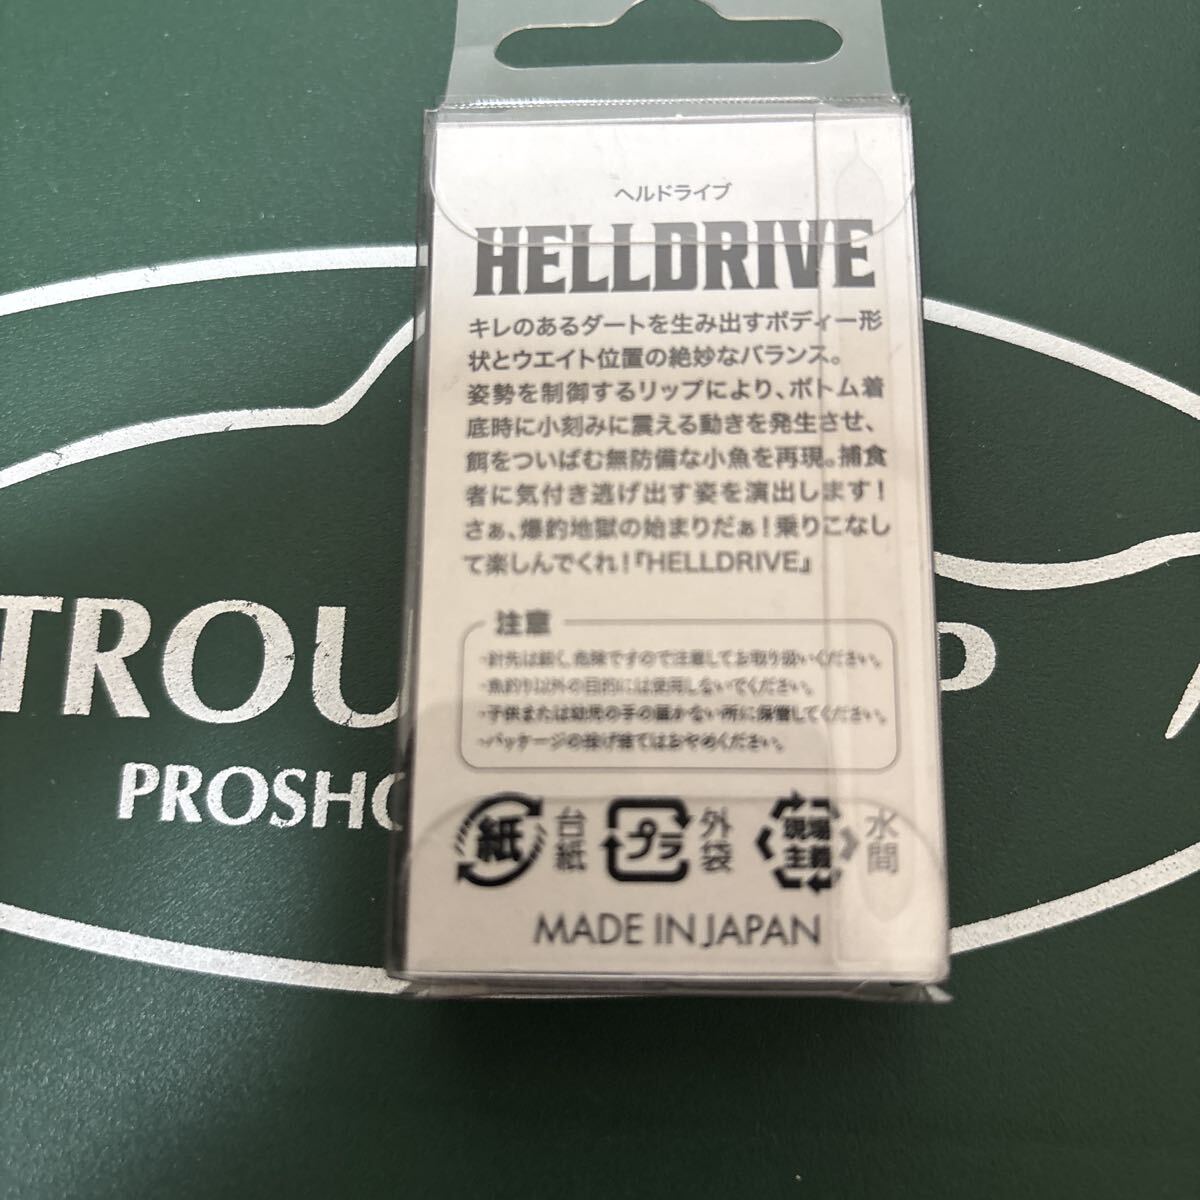 ヘルドライブ
HELLDRIVE
キレのあるダートを生み出すボディー形
状とウエイト位置の絶妙なバランス。
姿勢を制御するリップにより、ボトム着
底時に小刻みに震える動きを発生させ、
餌をついばむ無防備な小魚を再現。捕食
者に気付き逃げ出す姿を演出します！
さぁ、爆釣地獄の始まりだぁ！乗りこなし
て楽しんでくれ！『HELLDRIVE』
注意
・針先は鋭く、危険ですので注意してお取り扱いください。
・魚釣り以外の目的には使用しないでください。
・子供または幼児の手の届かない所に保管してください。
・パッケージの投げ捨てはおやめください。
紙 台紙
プラ 外袋
現場主義 水間
MADE IN JAPAN
TROU
P
PROSHO